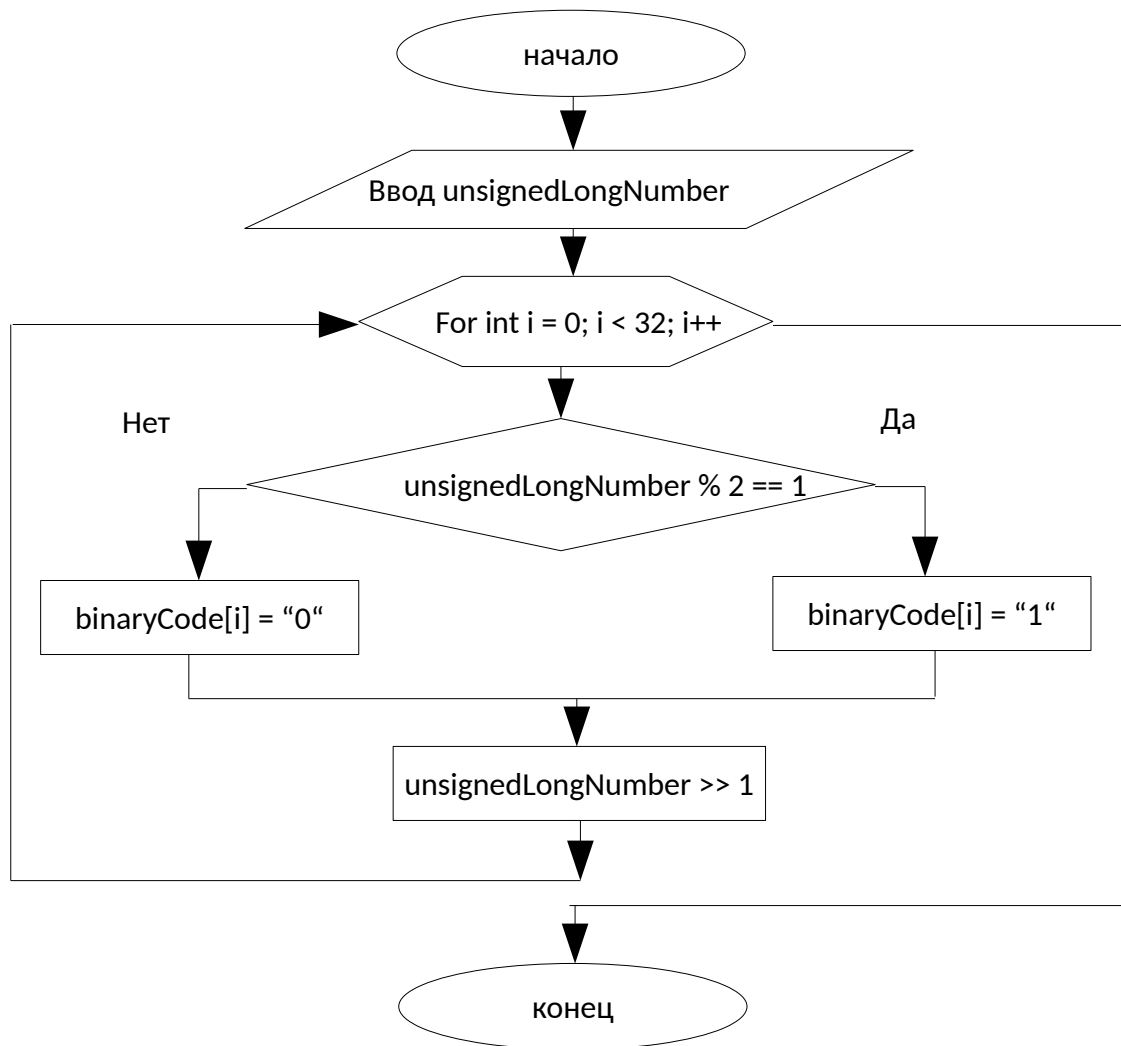 начало
Ввод unsignedLongNumber
For int i = 0; i < 32; i++
Нет
Да
unsignedLongNumber % 2 == 1
binaryCode[i] = “0“
binaryCode[i] = “1“
unsignedLongNumber >> 1
конец